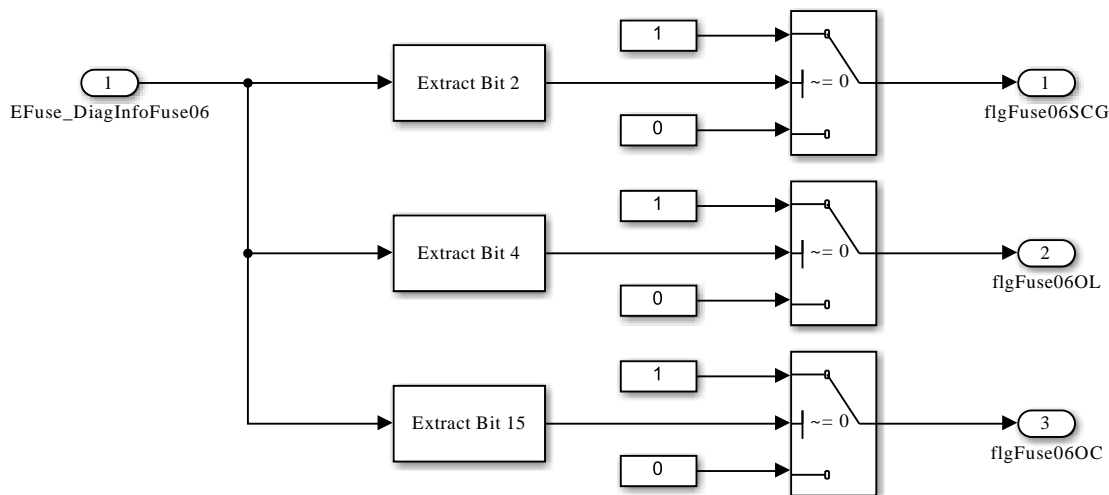 1
EFuse_DiagInfoFuse06
Extract Bit 2
1
~= 0
0
1
flgFuse06SCG
Extract Bit 4
1
~= 0
0
2
flgFuse06OL
Extract Bit 15
1
~= 0
0
3
flgFuse06OC